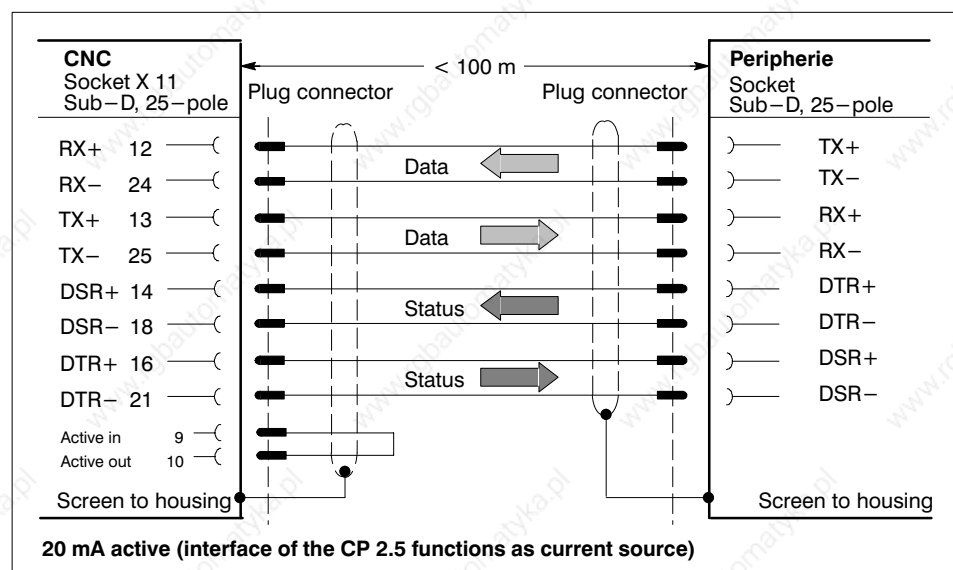 CNC
Socket X 11
Sub−D, 25−pole
< 100 m
Peripherie
Socket
Sub−D, 25−pole
Plug connector
Plug connector
RX+ 12
TX+
Data
RX− 24
TX−
TX+ 13
RX+
Data
TX− 25
RX−
DSR+ 14
DTR+
Status
DSR− 18
DTR−
DTR+ 16
DSR+
Status
DTR− 21
DSR−
Active in 9
Active out 10
Screen to housing
Screen to housing
20 mA active (interface of the CP 2.5 functions as current source)
www.rgbautomatyka.pl